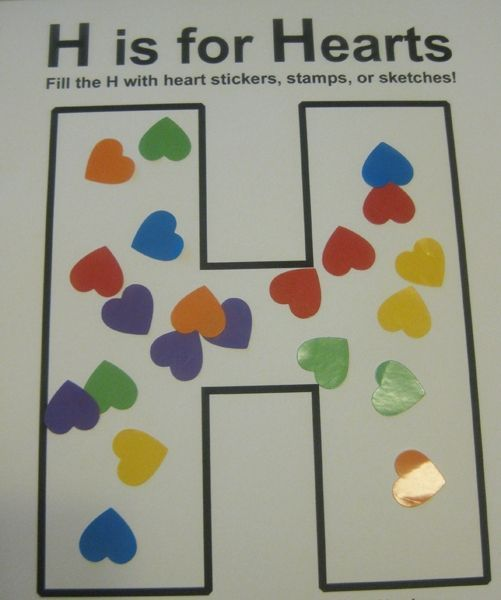 H is for Hearts
Fill the H with heart stickers, stamps, or sketches!